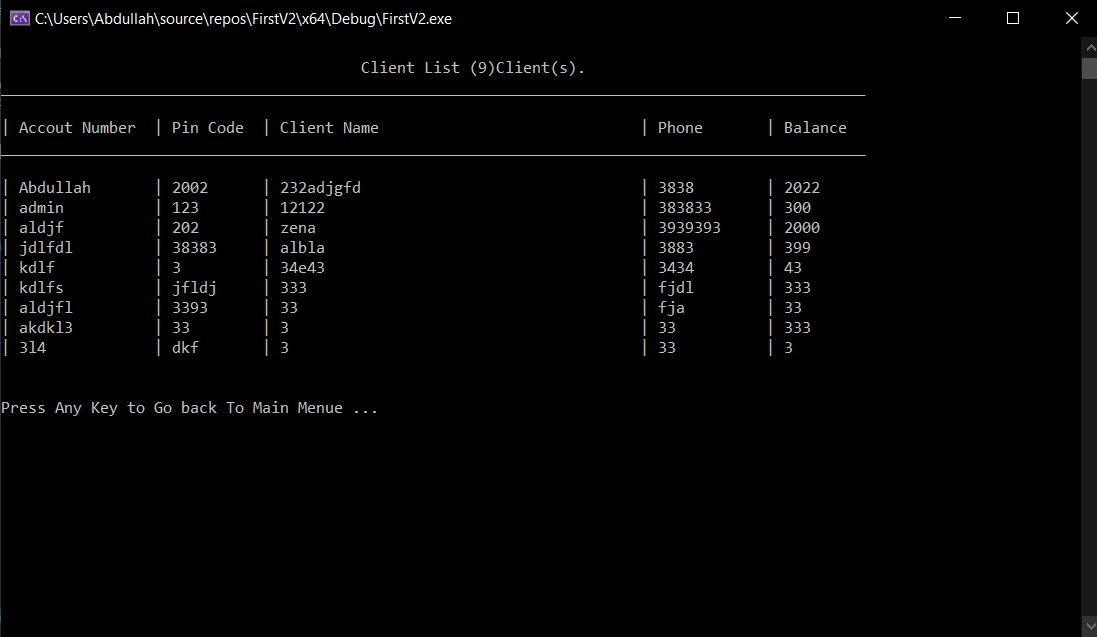 C:\Users\Abdullah\source\repos\FirstV2\x64\Debug\FirstV2.exe
Client List (9)Client(s).
| Accout Number | Pin Code | Client Name | Phone | Balance
| Abdullah | 2002 | 232adjgfd | 3838 | 2022
| admin | 123 | 12122 | 383833 | 300
| aldjf | 202 | zena | 3939393 | 2000
| jdlfdl | 38383 | albla | 3883 | 399
| kdlf | 3 | 34e43 | 3434 | 43
| kdlfs | jfldj | 333 | fjdl | 333
| aldjfl | 3393 | 33 | fja | 33
| akdkl3 | 33 | 3 | 33 | 333
| 3l4 | dkf | 3 | 33 | 3
Press Any Key to Go back To Main Menue ...